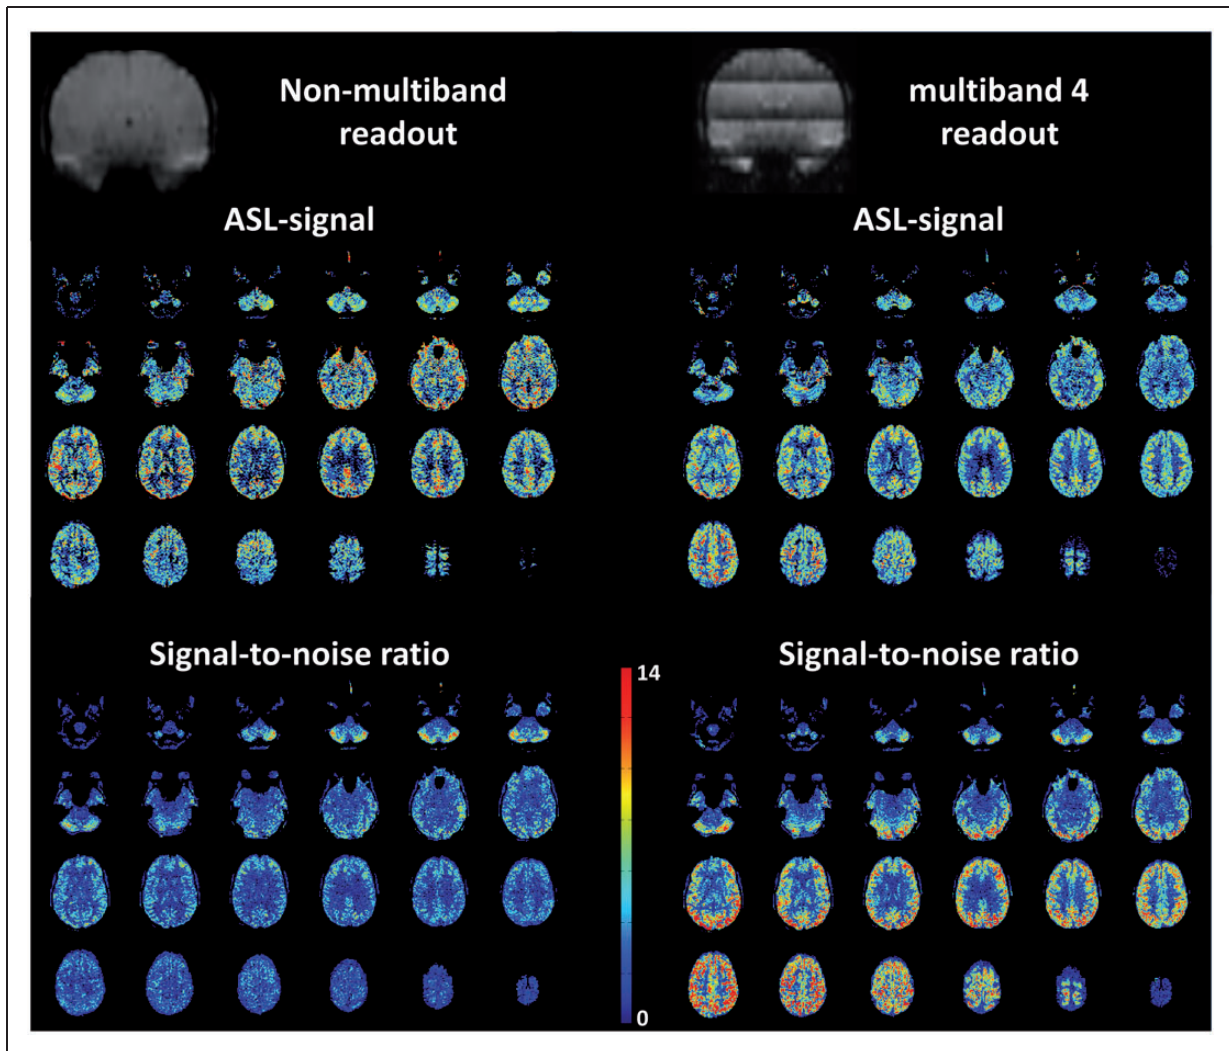 Non-multiband
readout
multiband 4
readout
ASL-signal
ASL-signal
Signal-to-noise ratio
Signal-to-noise ratio
14
0